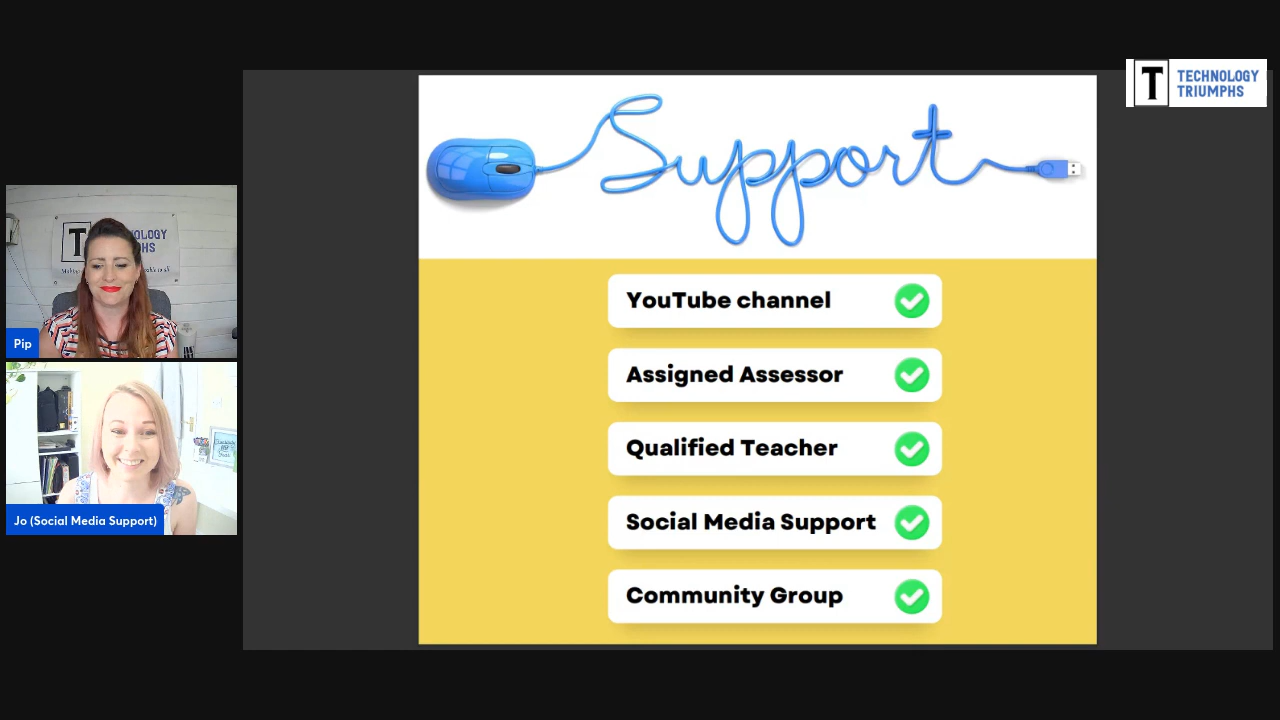 T
TECHNOLOGY
TRIUMPHS
Support
YouTube channel
Assigned Assessor
Qualified Teacher
Social Media Support
Community Group
T
Pip
Jo (Social Media Support)